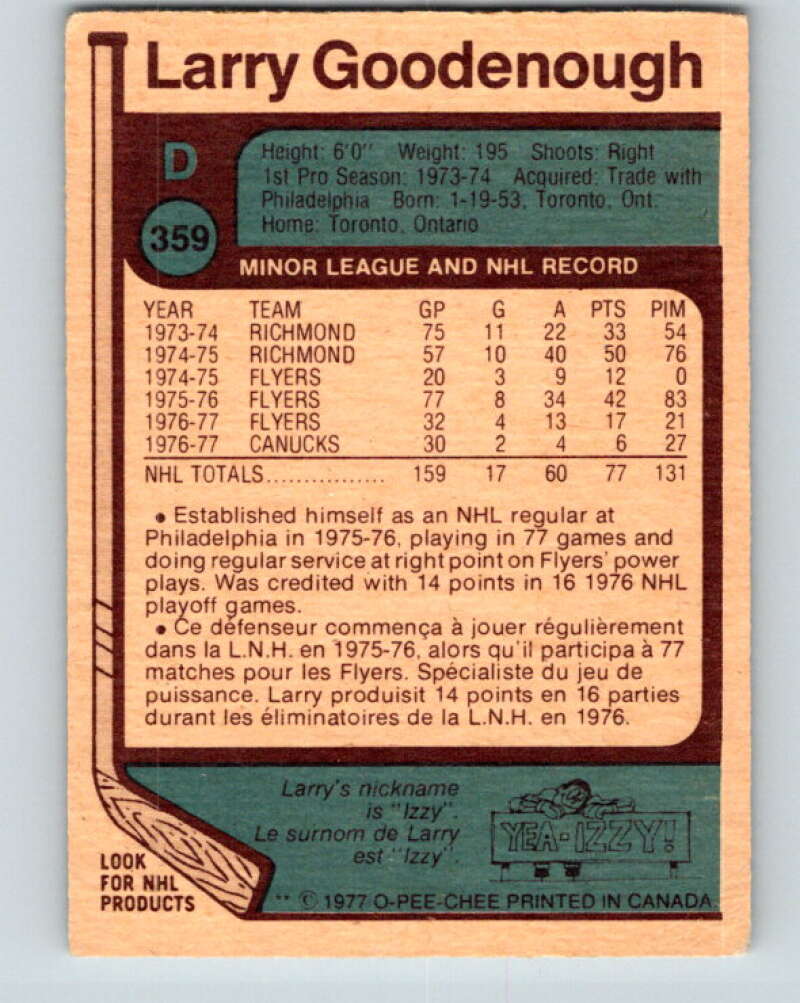 Larry Goodenough
D
359
Height: 6'0" Weight: 195 Shoots: Right
1st Pro Season: 1973-74 Acquired: Trade with
Philadelphia Born: 1-19-53, Toronto, Ont.
Home: Toronto, Ontario
MINOR LEAGUE AND NHL RECORD
YEAR TEAM GP G A PTS PIM
1973-74 RICHMOND 75 11 22 33 54
1974-75 RICHMOND 57 10 40 50 76
1974-75 FLYERS 20 3 9 12 0
1975-76 FLYERS 77 8 34 42 83
1976-77 FLYERS 32 4 13 17 21
1976-77 CANUCKS 30 2 4 6 27
NHL TOTALS................ 159 17 60 77 131
• Established himself as an NHL regular at
Philadelphia in 1975-76, playing in 77 games and
doing regular service at right point on Flyers' power
plays. Was credited with 14 points in 16 1976 NHL
playoff games.
• Ce défenseur commença à jouer régulièrement
dans la L.N.H. en 1975-76, alors qu'il participa à 77
matches pour les Flyers. Spécialiste du jeu de
puissance. Larry produisit 14 points en 16 parties
durant les éliminatoires de la L.N.H. en 1976.
Larry's nickname
is "Izzy".
Le surnom de Larry
est "Izzy".
YEA-IZZY!
LOOK
FOR NHL
PRODUCTS
** © 1977 O-PEE-CHEE PRINTED IN CANADA